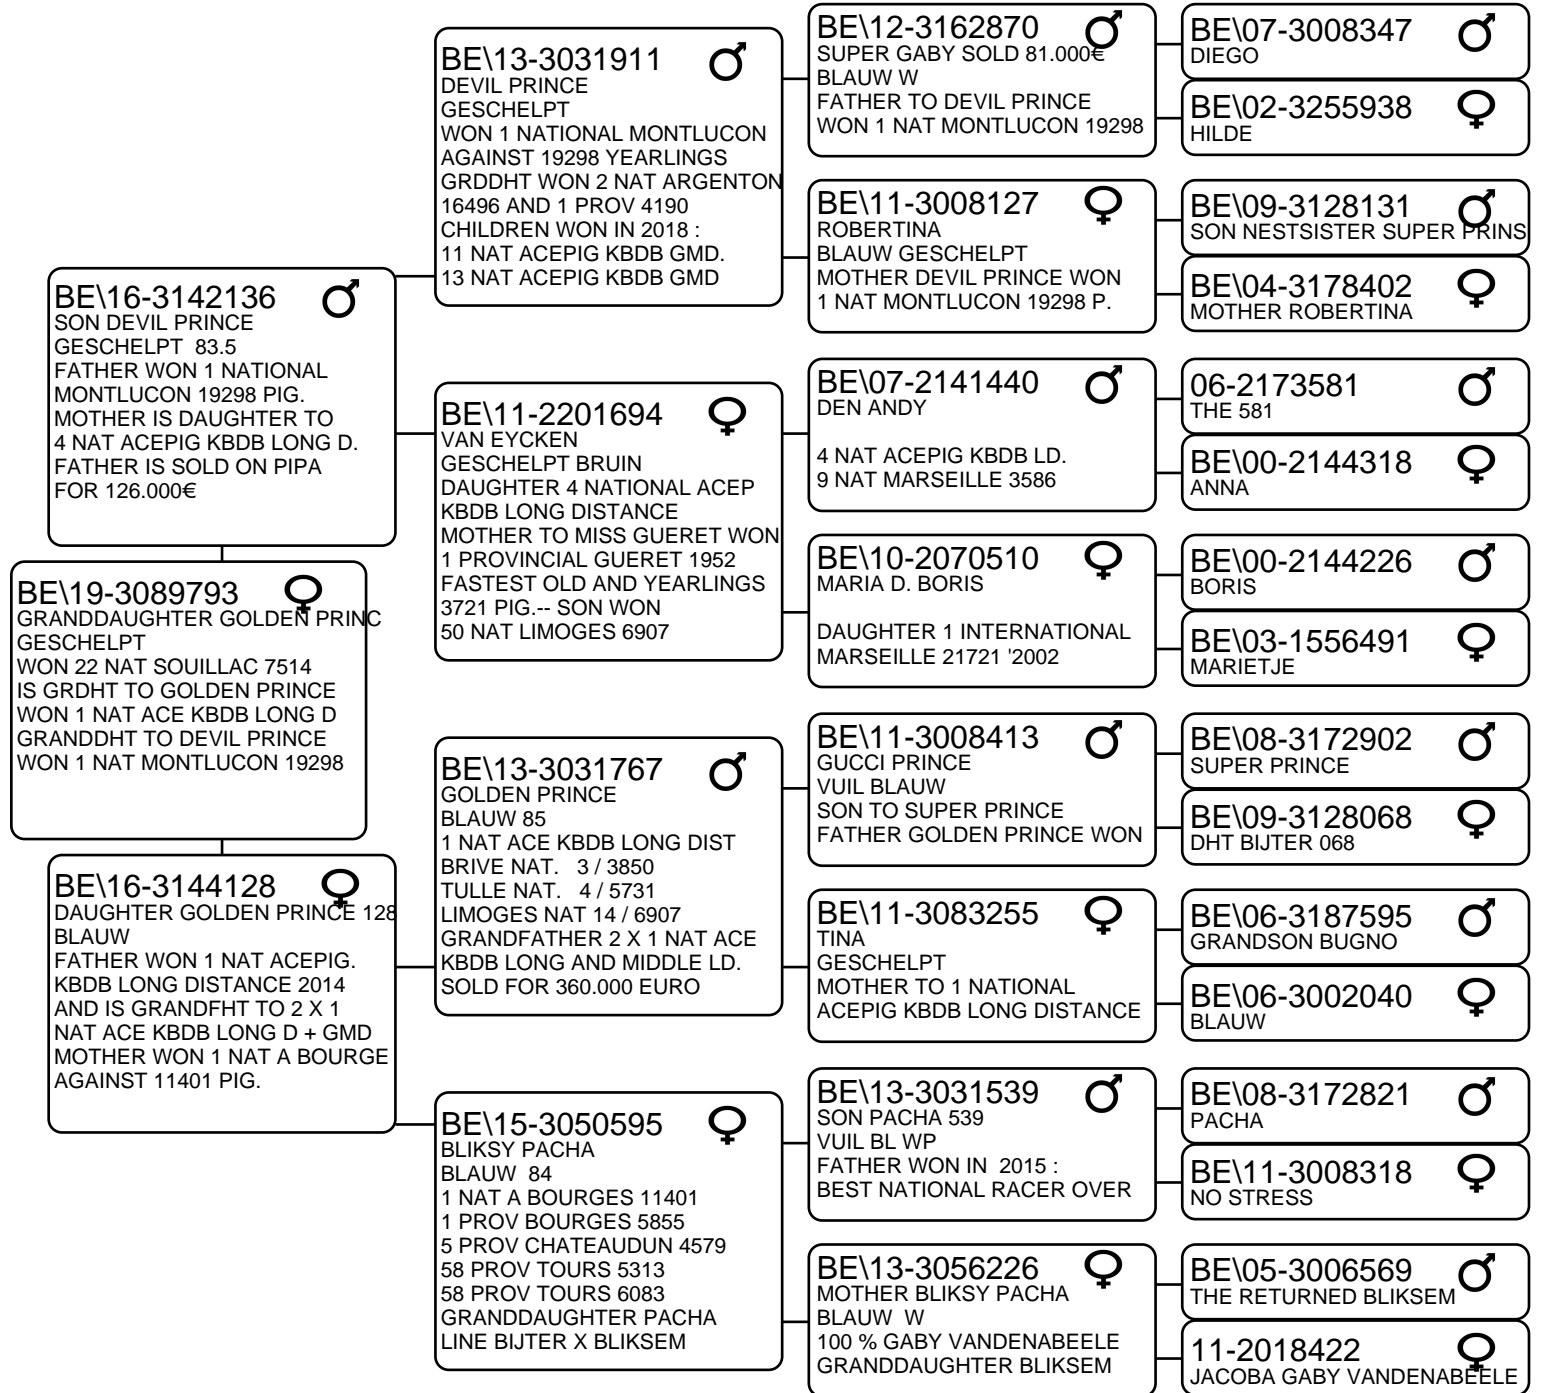 BE\19-3089793
GRANDDAUGHTER GOLDEN PRINC
GESCHELPT
WON 22 NAT SOUILLAC 7514
IS GRDHT TO GOLDEN PRINCE
WON 1 NAT ACE KBDB LONG D
GRANDDHT TO DEVIL PRINCE
WON 1 NAT MONTLUCON 19298
BE\16-3142136
SON DEVIL PRINCE
GESCHELPT  83.5
FATHER WON 1 NATIONAL
MONTLUCON 19298 PIG.
MOTHER IS DAUGHTER TO
4 NAT ACEPIG KBDB LONG D.
FATHER IS SOLD ON PIPA
FOR 126.000€
BE\16-3144128
DAUGHTER GOLDEN PRINCE 128
BLAUW
FATHER WON 1 NAT ACEPIG.
KBDB LONG DISTANCE 2014
AND IS GRANDFHT TO 2 X 1
NAT ACE KBDB LONG D + GMD
MOTHER WON 1 NAT A BOURGE
AGAINST 11401 PIG.
BE\13-3031911
DEVIL PRINCE
GESCHELPT
WON 1 NATIONAL MONTLUCON
AGAINST 19298 YEARLINGS
GRDDHT WON 2 NAT ARGENTON
16496 AND 1 PROV 4190
CHILDREN WON IN 2018 :
11 NAT ACEPIG KBDB GMD.
13 NAT ACEPIG KBDB GMD
BE\11-2201694
VAN EYCKEN
GESCHELPT BRUIN
DAUGHTER 4 NATIONAL ACEP
KBDB LONG DISTANCE
MOTHER TO MISS GUERET WON
1 PROVINCIAL GUERET 1952
FASTEST OLD AND YEARLINGS
3721 PIG.-- SON WON
50 NAT LIMOGES 6907
BE\13-3031767
GOLDEN PRINCE
BLAUW 85
1 NAT ACE KBDB LONG DIST
BRIVE NAT.   3 / 3850
TULLE NAT.   4 / 5731
LIMOGES NAT 14 / 6907
GRANDFATHER 2 X 1 NAT ACE
KBDB LONG AND MIDDLE LD.
SOLD FOR 360.000 EURO
BE\15-3050595
BLIKSY PACHA
BLAUW  84
1 NAT A BOURGES 11401
1 PROV BOURGES 5855
5 PROV CHATEAUDUN 4579
58 PROV TOURS 5313
58 PROV TOURS 6083
GRANDDAUGHTER PACHA
LINE BIJTER X BLIKSEM
BE\12-3162870
SUPER GABY SOLD 81.000€
BLAUW W
FATHER TO DEVIL PRINCE
WON 1 NAT MONTLUCON 19298
BE\11-3008127
ROBERTINA
BLAUW GESCHELPT
MOTHER DEVIL PRINCE WON
1 NAT MONTLUCON 19298 P.
BE\07-2141440
DEN ANDY
4 NAT ACEPIG KBDB LD.
9 NAT MARSEILLE 3586
BE\10-2070510
MARIA D. BORIS
DAUGHTER 1 INTERNATIONAL
MARSEILLE 21721 '2002
BE\11-3008413
GUCCI PRINCE
VUIL BLAUW
SON TO SUPER PRINCE
FATHER GOLDEN PRINCE WON
BE\11-3083255
TINA
GESCHELPT
MOTHER TO 1 NATIONAL
ACEPIG KBDB LONG DISTANCE
BE\13-3031539
SON PACHA 539
VUIL BL WP
FATHER WON IN  2015 :
BEST NATIONAL RACER OVER
BE\13-3056226
MOTHER BLIKSY PACHA
BLAUW  W
100 % GABY VANDENABEELE
GRANDDAUGHTER BLIKSEM
BE\07-3008347
DIEGO
BE\02-3255938
HILDE
BE\09-3128131
SON NESTSISTER SUPER PRINS
BE\04-3178402
MOTHER ROBERTINA
06-2173581
THE 581
BE\00-2144318
ANNA
BE\00-2144226
BORIS
BE\03-1556491
MARIETJE
BE\08-3172902
SUPER PRINCE
BE\09-3128068
DHT BIJTER 068
BE\06-3187595
GRANDSON BUGNO
BE\06-3002040
BLAUW
BE\08-3172821
PACHA
BE\11-3008318
NO STRESS
BE\05-3006569
THE RETURNED BLIKSEM
11-2018422
JACOBA GABY VANDENABEELE